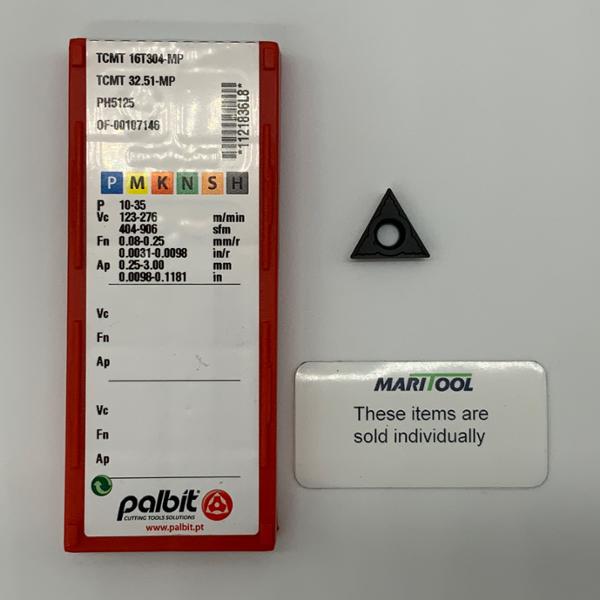 TCMT 16T304-MP
TCMT 32.51-MP
PH5125
OF-00107146
*1121836L8*
P M K N S H
P 10-35
Vc 123-276 m/min
404-906 sfm
Fn 0.08-0.25 mm/r
0.0031-0.0098 in/r
Ap 0.25-3.00 mm
0.0098-0.1181 in
Vc
Fn
Ap
Vc
Fn
Ap
palbit
CUTTING TOOLS SOLUTIONS
www.palbit.pt
MARITOOL
These items are
sold individually